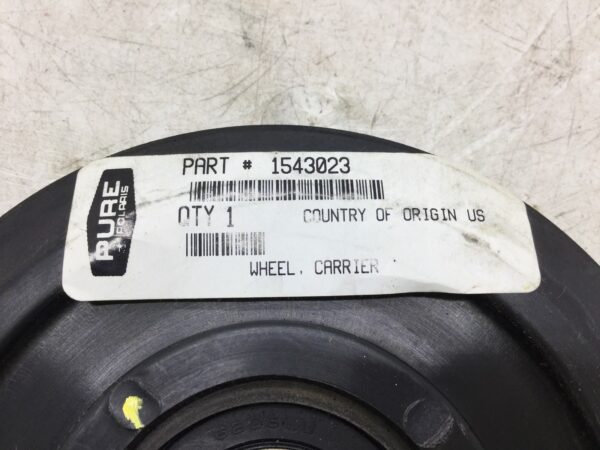 PURE
POLARIS
PART # 1543023
QTY 1 COUNTRY OF ORIGIN US
WHEEL, CARRIER